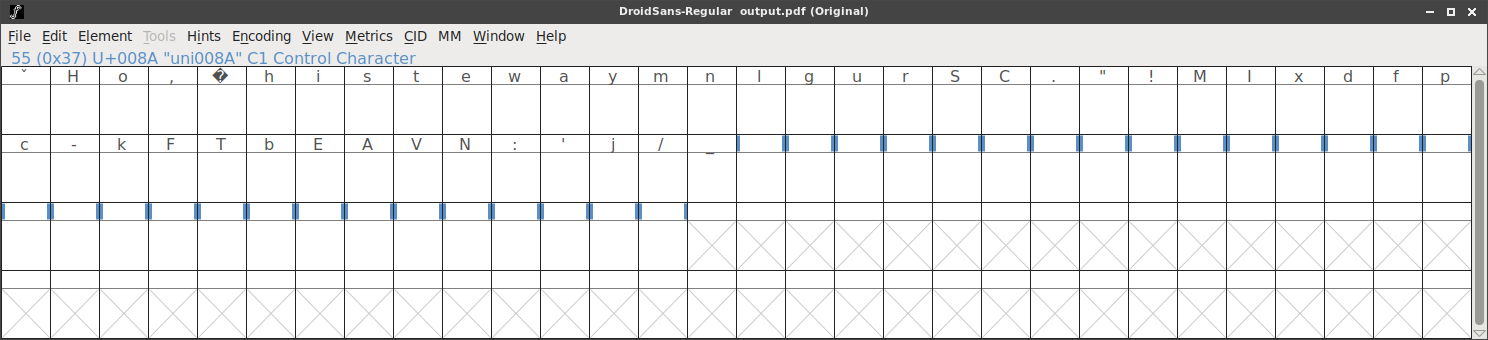 DroidSans-Regular  output.pdf (Original)
File Edit Element Tools Hints Encoding View Metrics CID MM Window Help
55 (0x37) U+008A "uni008A" C1 Control Character
ˇ H o , � h i s t e w a y m n l g u r S C . " ! M I x d f p
c - k F T b E A V N : ' j / _